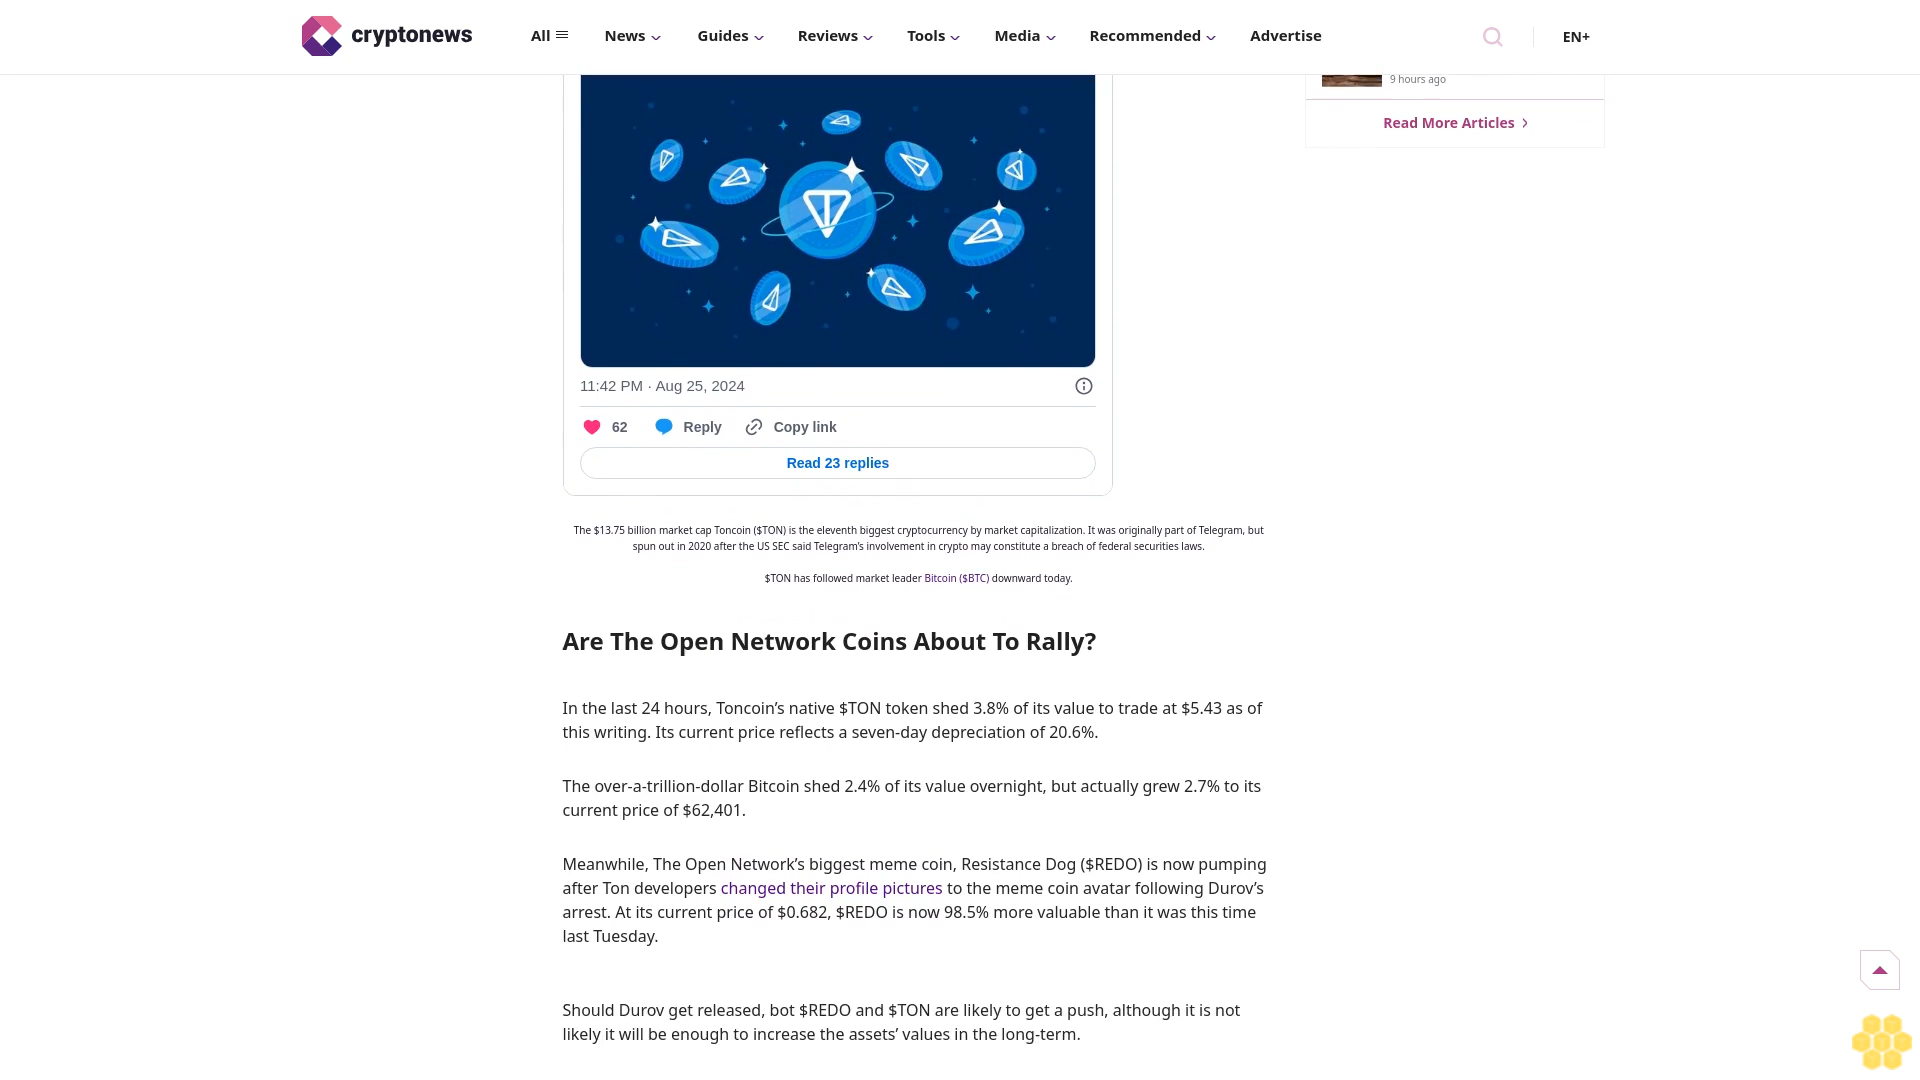 cryptonews
All
News
Guides
Reviews
Tools
Media
Recommended
Advertise
EN+
9 hours ago
Read More Articles
11:42 PM · Aug 25, 2024
62
Reply
Copy link
Read 23 replies
The $13.75 billion market cap Toncoin ($TON) is the eleventh biggest cryptocurrency by market capitalization. It was originally part of Telegram, but
spun out in 2020 after the US SEC said Telegram’s involvement in crypto may constitute a breach of federal securities laws.
$TON has followed market leader Bitcoin ($BTC) downward today.
Are The Open Network Coins About To Rally?
In the last 24 hours, Toncoin’s native $TON token shed 3.8% of its value to trade at $5.43 as of
this writing. Its current price reflects a seven-day depreciation of 20.6%.
The over-a-trillion-dollar Bitcoin shed 2.4% of its value overnight, but actually grew 2.7% to its
current price of $62,401.
Meanwhile, The Open Network’s biggest meme coin, Resistance Dog ($REDO) is now pumping
after Ton developers changed their profile pictures to the meme coin avatar following Durov’s
arrest. At its current price of $0.682, $REDO is now 98.5% more valuable than it was this time
last Tuesday.
Should Durov get released, bot $REDO and $TON are likely to get a push, although it is not
likely it will be enough to increase the assets’ values in the long-term.